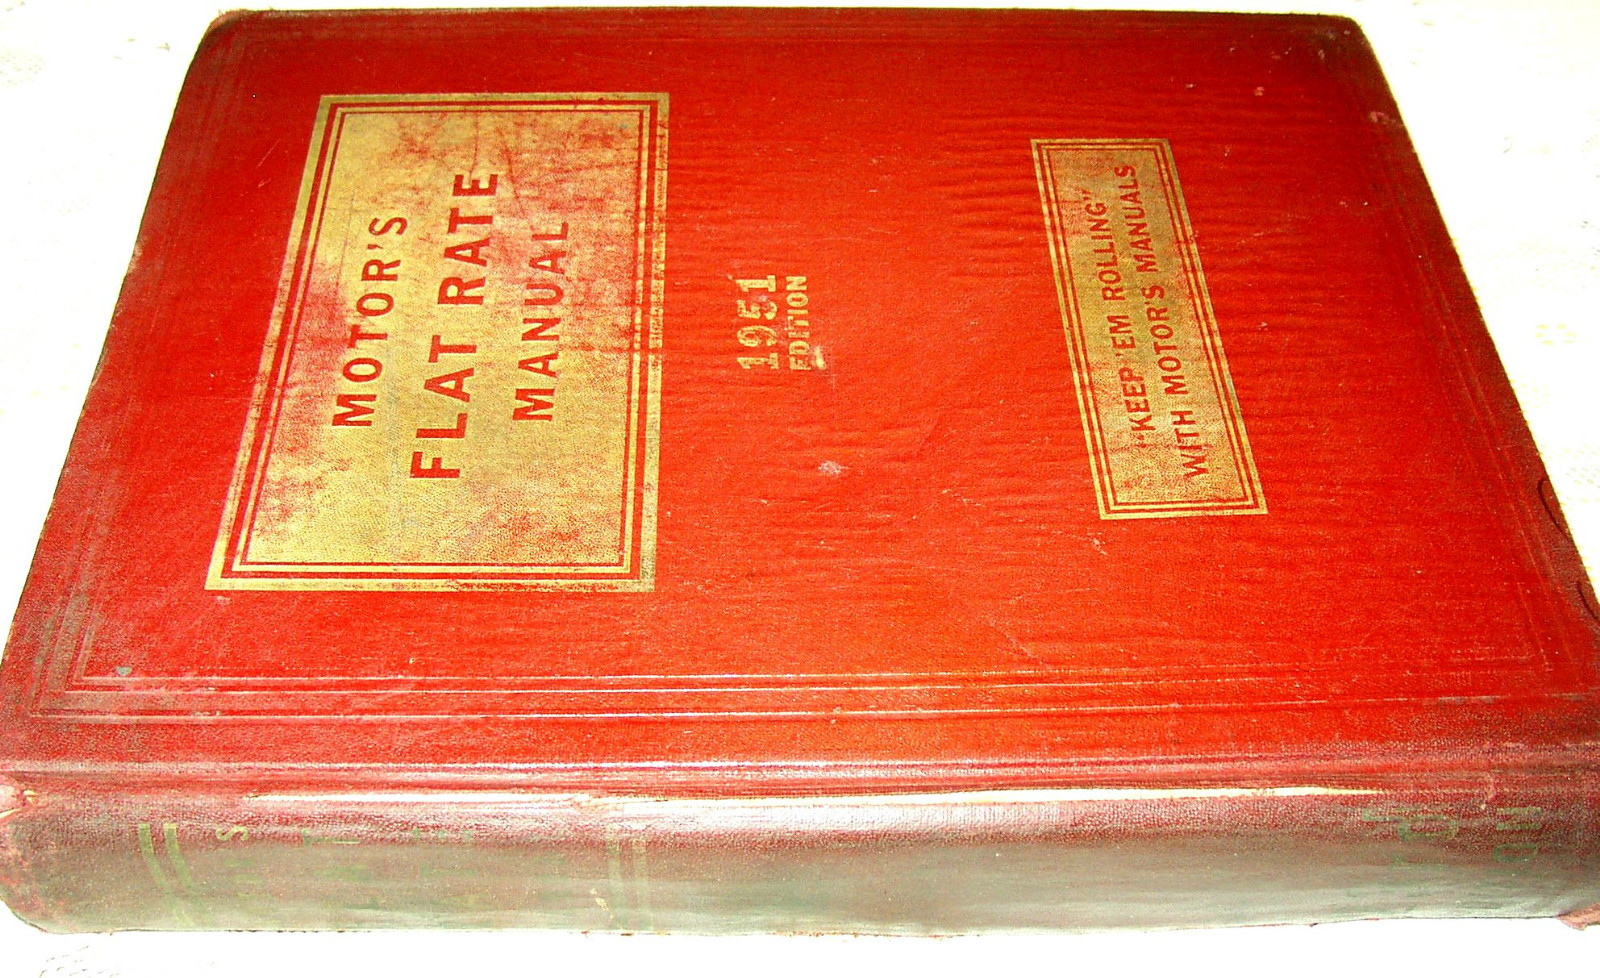 MOTOR'S
FLAT RATE
MANUAL
1951
EDITION
"KEEP 'EM ROLLING"
WITH MOTOR'S MANUALS